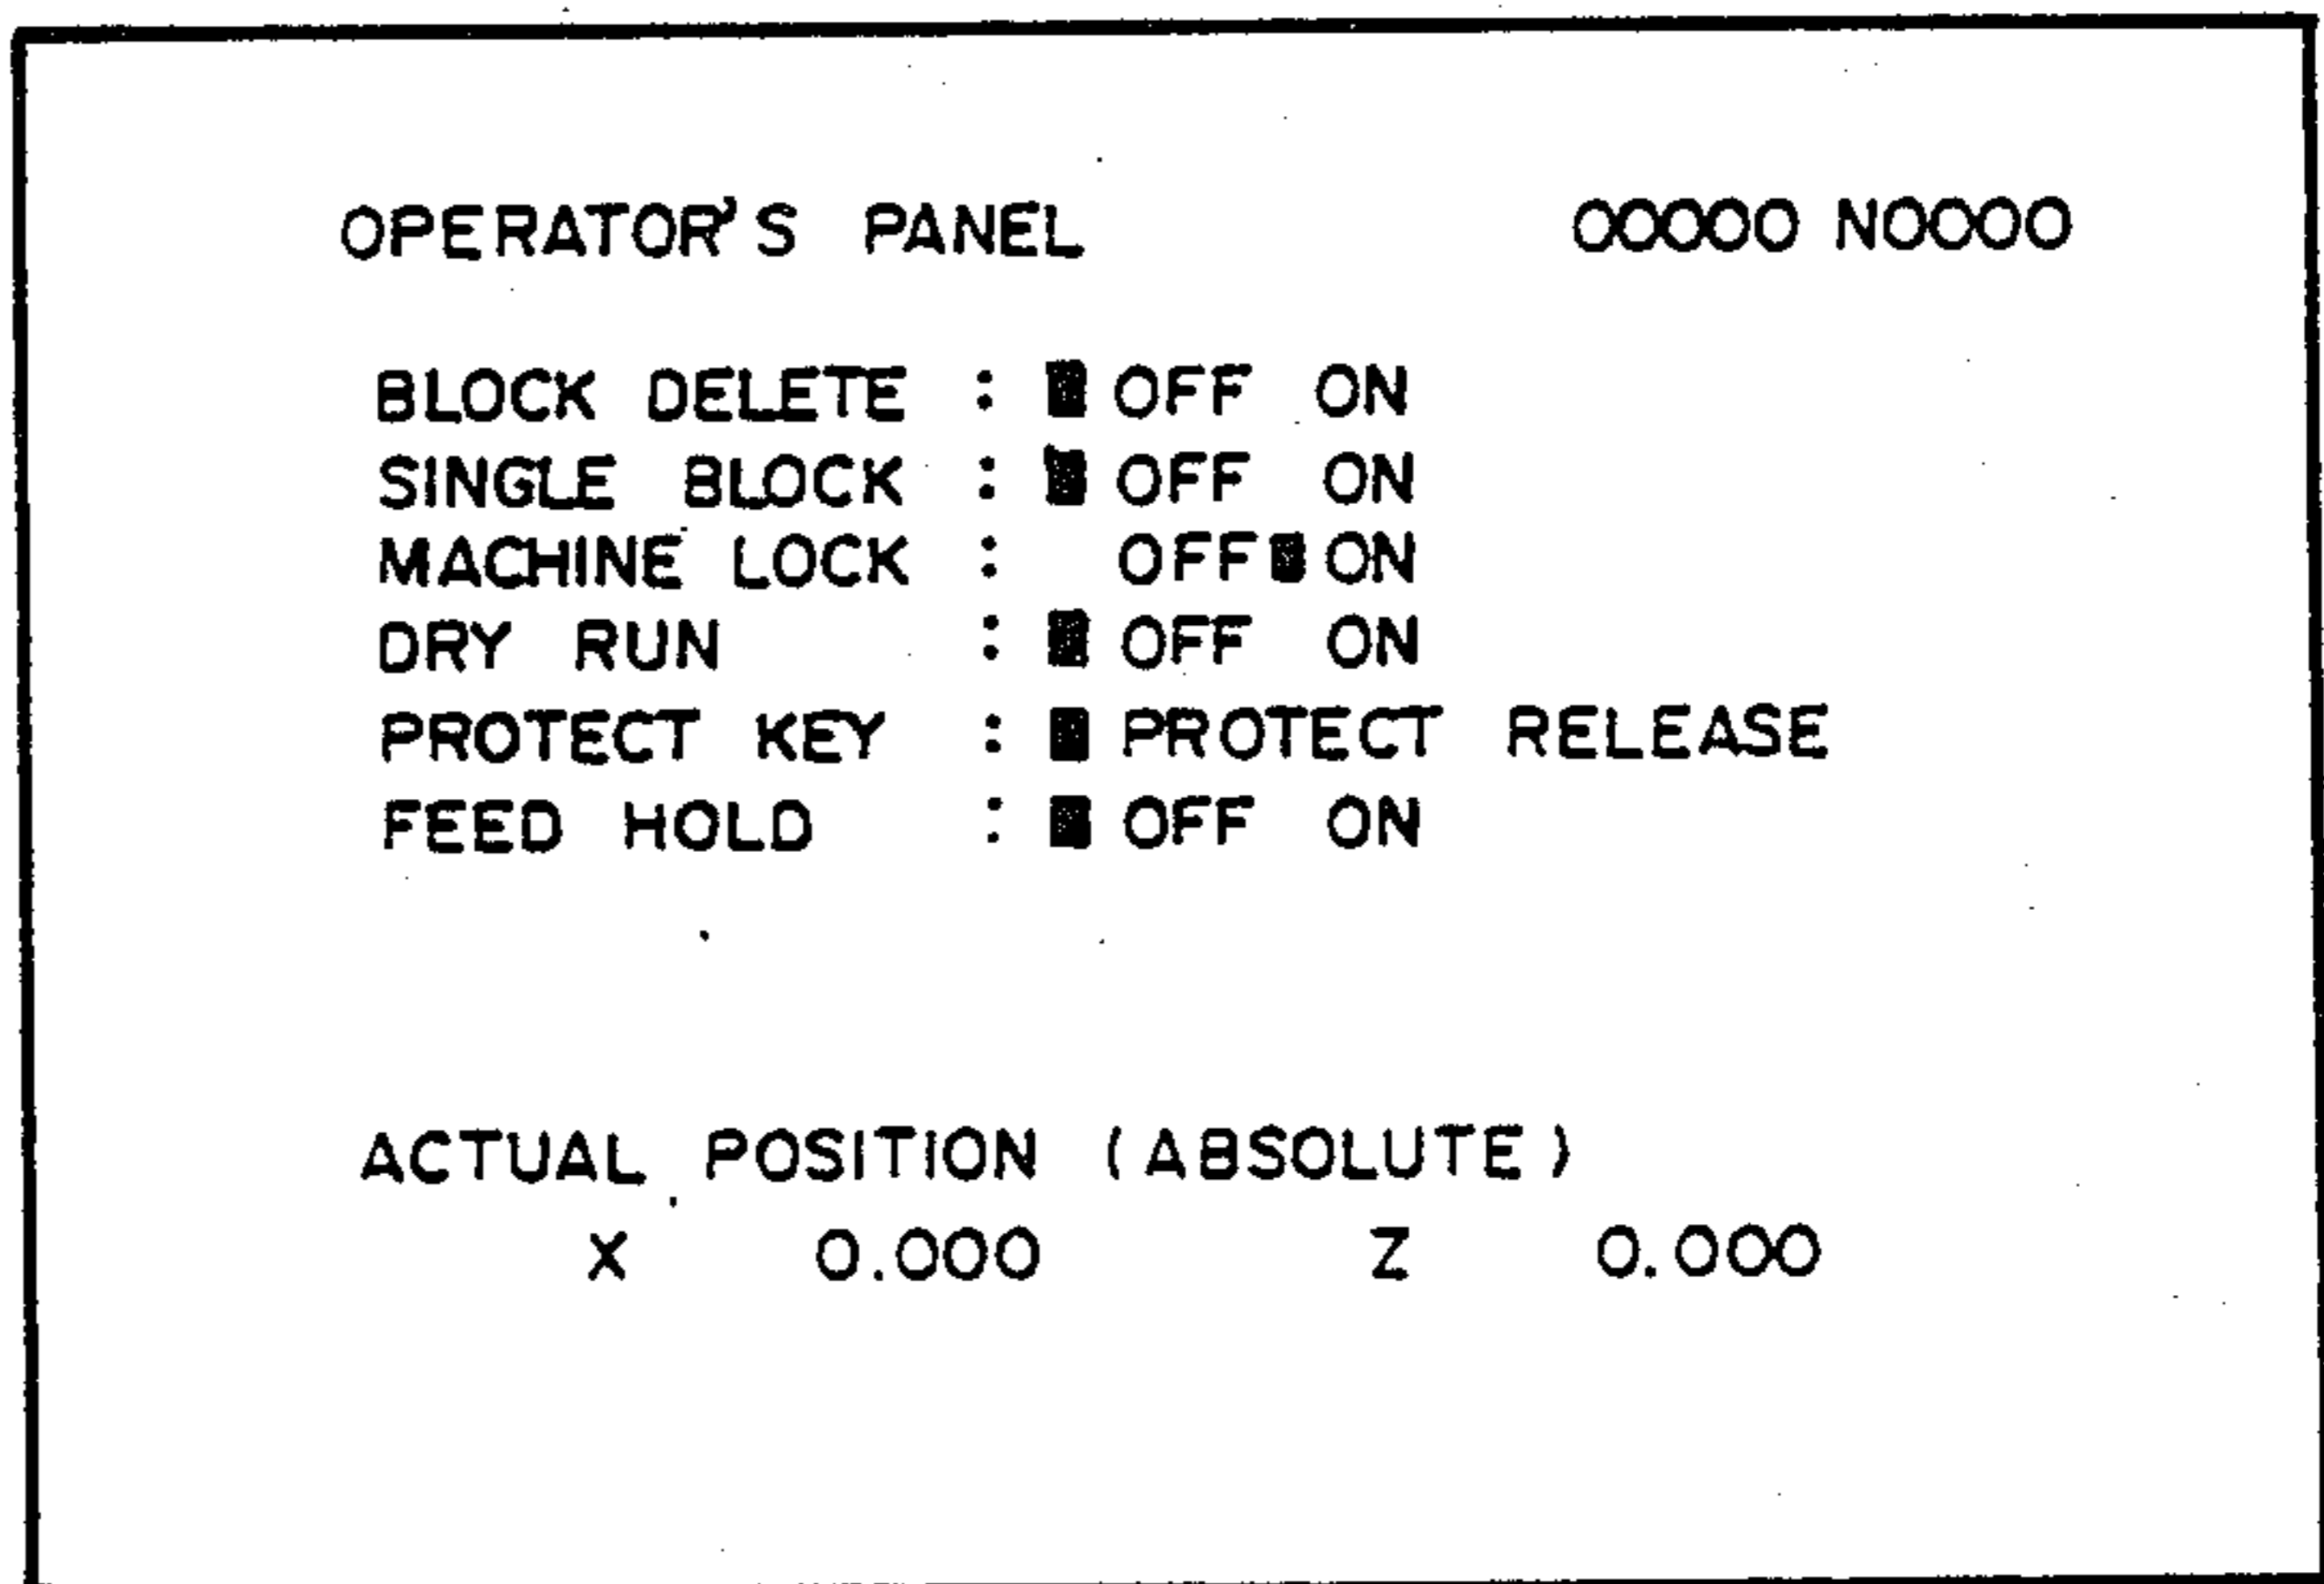 OPERATOR'S PANEL O0000 N0000
BLOCK DELETE : ■ OFF ON
SINGLE BLOCK : ■ OFF ON
MACHINE LOCK : OFF ■ ON
DRY RUN : ■ OFF ON
PROTECT KEY : ■ PROTECT RELEASE
FEED HOLD : ■ OFF ON
ACTUAL POSITION (ABSOLUTE)
X 0.000 Z 0.000